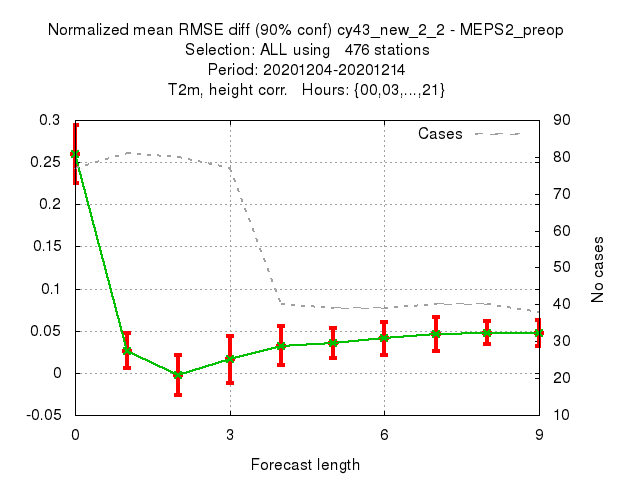 Normalized mean RMSE diff (90% conf) cy43_new_2_2 - MEPS2_preop
Selection: ALL using 476 stations
Period: 20201204-20201214
T2m, height corr. Hours: {00,03,...,21}
0.3
0.25
0.2
0.15
0.1
0.05
0
-0.05
Cases
90
80
70
60
50
40
30
20
10
No cases
0 3 6 9
Forecast length